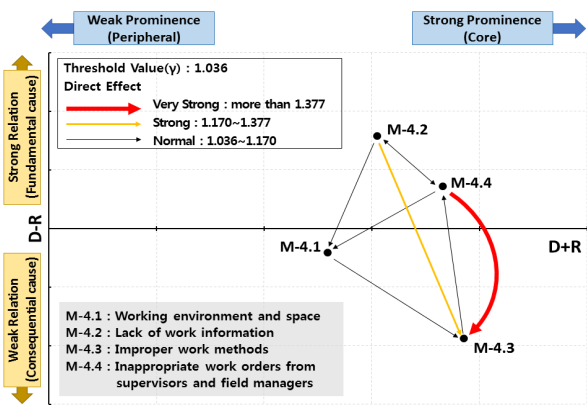 Weak Prominence
(Peripheral)
Strong Prominence
(Core)
Strong Relation
(Fundamental cause)
Threshold Value(γ) : 1.036
Direct Effect
Very Strong : more than 1.377
Strong : 1.170~1.377
Normal : 1.036~1.170
M-4.2
M-4.4
D-R
M-4.1
D+R
Weak Relation
(Consequential cause)
M-4.3
M-4.1 : Working environment and space
M-4.2 : Lack of work information
M-4.3 : Improper work methods
M-4.4 : Inappropriate work orders from
supervisors and field managers